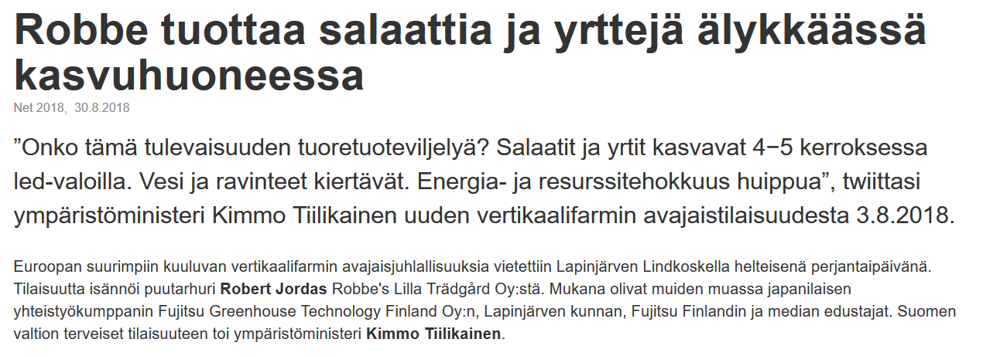 Robbe tuottaa salaattia ja yrttejä älykkäässä
kasvuhuoneessa
Net 2018,  30.8.2018
”Onko tämä tulevaisuuden tuoretuoteviljelyä? Salaatit ja yrtit kasvavat 4−5 kerroksessa
led-valoilla. Vesi ja ravinteet kiertävät. Energia- ja resurssitehokkuus huippua”, twiittasi
ympäristöministeri Kimmo Tiilikainen uuden vertikaalifarmin avajaistilaisuudesta 3.8.2018.
Euroopan suurimpiin kuuluvan vertikaalifarmin avajaisjuhlallisuuksia vietettiin Lapinjärven Lindkoskella helteisenä perjantaipäivänä.
Tilaisuutta isännöi puutarhuri Robert Jordas Robbe's Lilla Trädgård Oy:stä. Mukana olivat muiden muassa japanilaisen
yhteistyökumppanin Fujitsu Greenhouse Technology Finland Oy:n, Lapinjärven kunnan, Fujitsu Finlandin ja median edustajat. Suomen
valtion terveiset tilaisuuteen toi ympäristöministeri Kimmo Tiilikainen.